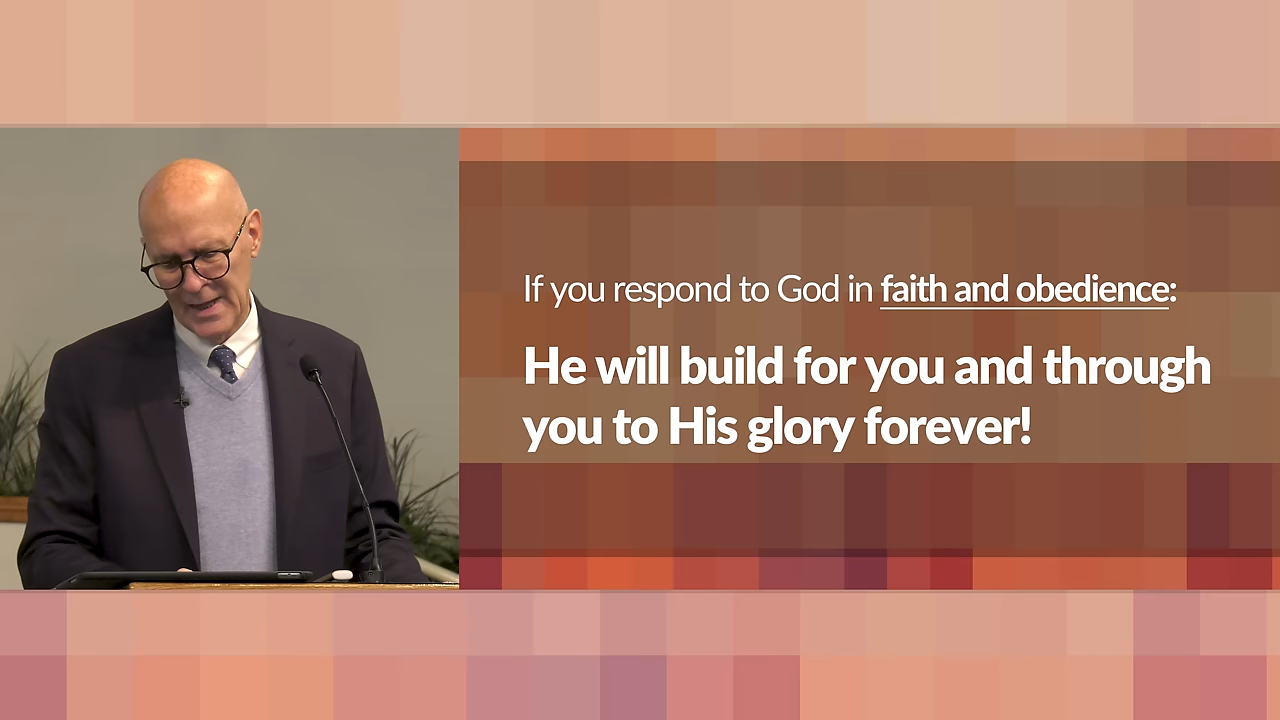 If you respond to God in faith and obedience:
He will build for you and through
you to His glory forever!